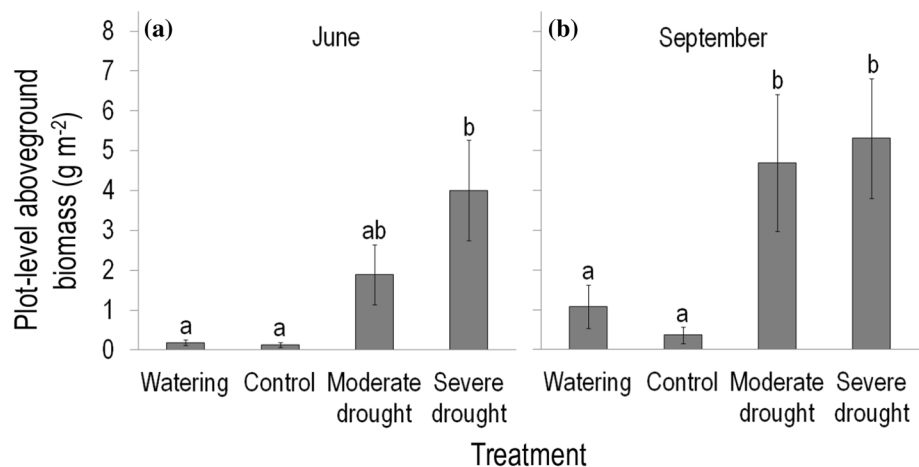 Plot-level aboveground
biomass (g m-2)
8
7
6
5
4
3
2
1
0
(a)
June
a
a
ab
b
Watering
Control
Moderate
drought
Severe
drought
(b)
September
a
a
b
b
Watering
Control
Moderate
drought
Severe
drought
Treatment